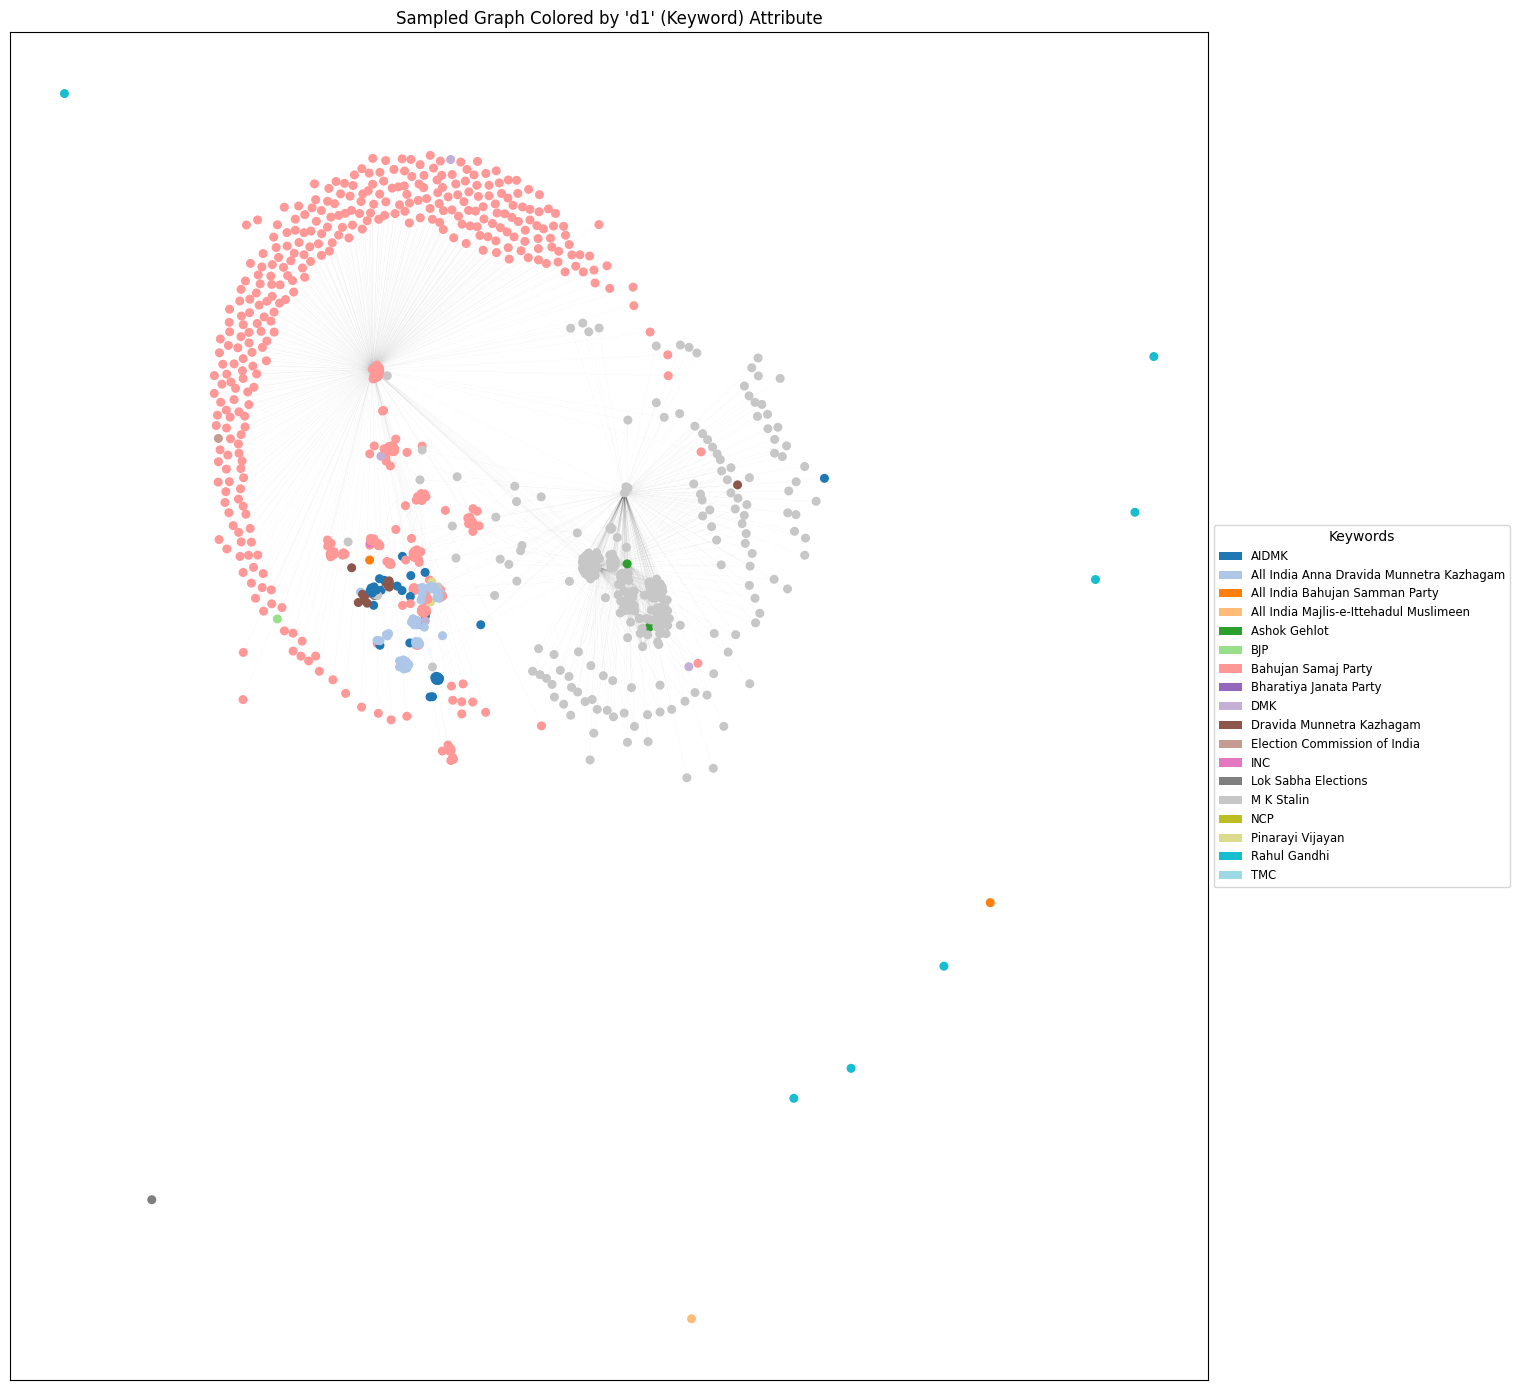 Sampled Graph Colored by 'd1' (Keyword) Attribute
Keywords
AIDMK
All India Anna Dravida Munnetra Kazhagam
All India Bahujan Samman Party
All India Majlis-e-Ittehadul Muslimeen
Ashok Gehlot
BJP
Bahujan Samaj Party
Bharatiya Janata Party
DMK
Dravida Munnetra Kazhagam
Election Commission of India
INC
Lok Sabha Elections
M K Stalin
NCP
Pinarayi Vijayan
Rahul Gandhi
TMC